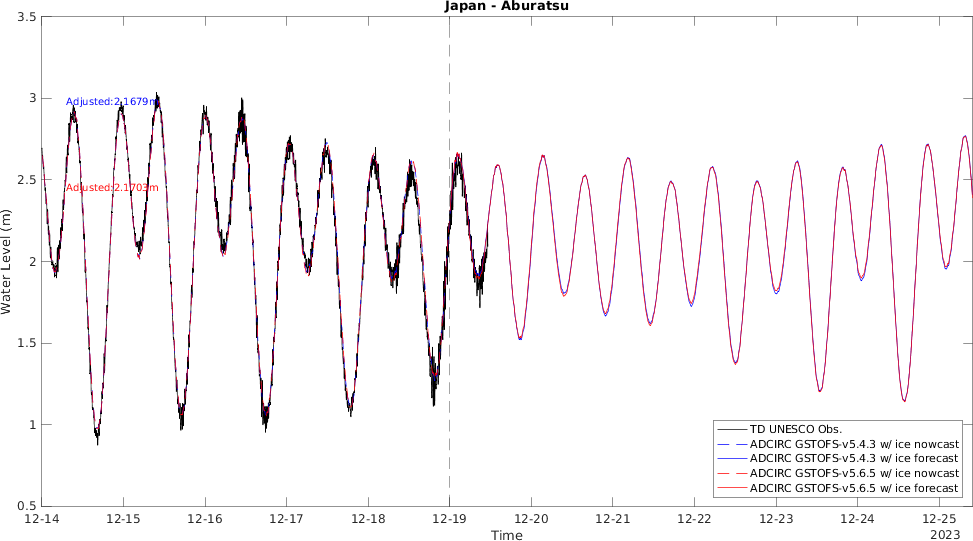 Japan - Aburatsu
3.5
3
2.5
2
1.5
1
0.5
Water Level (m)
Adjusted:2.1679m
Adjusted:2.1703m
TD UNESCO Obs.
ADCIRC GSTOFS-v5.4.3 w/ ice nowcast
ADCIRC GSTOFS-v5.4.3 w/ ice forecast
ADCIRC GSTOFS-v5.6.5 w/ ice nowcast
ADCIRC GSTOFS-v5.6.5 w/ ice forecast
12-14 12-15 12-16 12-17 12-18 12-19 12-20 12-21 12-22 12-23 12-24 12-25
Time
2023